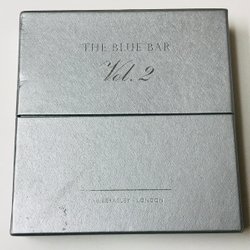 THE BLUE BAR
Vol. 2
THE BERKELEY · LONDON